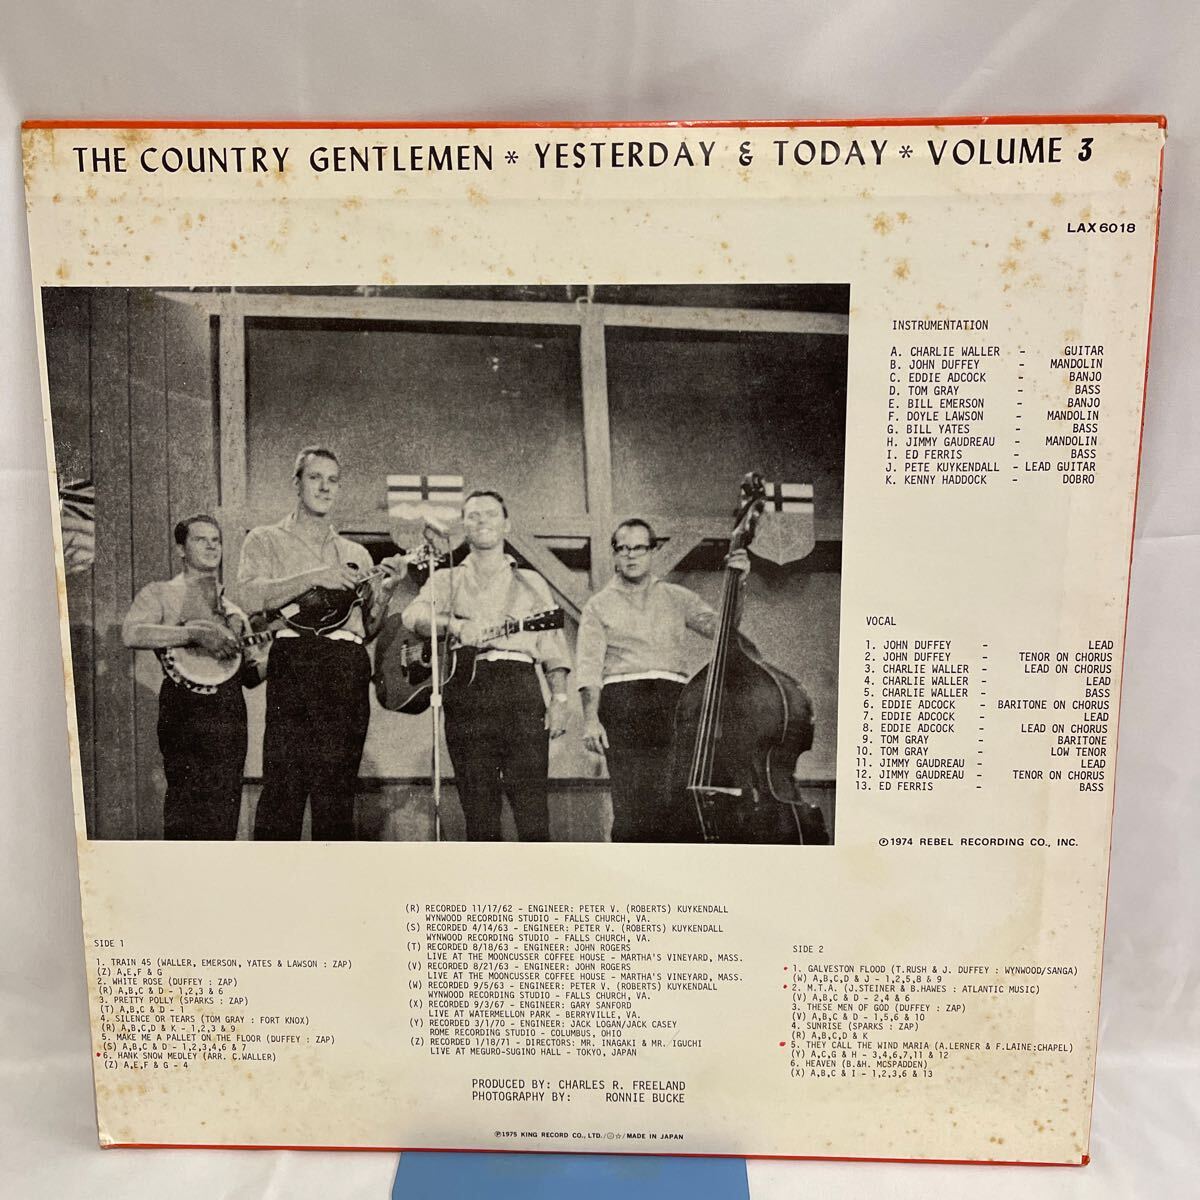 THE COUNTRY GENTLEMEN * YESTERDAY & TODAY * VOLUME 3
LAX 6018
INSTRUMENTATION
A. CHARLIE WALLER - GUITAR
B. JOHN DUFFEY - MANDOLIN
C. EDDIE ADCOCK - BANJO
D. TOM GRAY - BASS
E. BILL EMERSON - BANJO
F. DOYLE LAWSON - MANDOLIN
G. BILL YATES - BASS
H. JIMMY GAUDREAU - MANDOLIN
I. ED FERRIS - BASS
J. PETE KUYKENDALL - LEAD GUITAR
K. KENNY HADDOCK - DOBRO
VOCAL
1. JOHN DUFFEY - LEAD
2. JOHN DUFFEY - TENOR ON CHORUS
3. CHARLIE WALLER - LEAD ON CHORUS
4. CHARLIE WALLER - LEAD
5. CHARLIE WALLER - BASS
6. EDDIE ADCOCK - BARITONE ON CHORUS
7. EDDIE ADCOCK - LEAD
8. EDDIE ADCOCK - LEAD ON CHORUS
9. TOM GRAY - BARITONE
10. TOM GRAY - LOW TENOR
11. JIMMY GAUDREAU - LEAD
12. JIMMY GAUDREAU - TENOR ON CHORUS
13. ED FERRIS - BASS
Ⓟ1974 REBEL RECORDING CO., INC.
SIDE 1
1. TRAIN 45 (WALLER, EMERSON, YATES & LAWSON : ZAP)
(Z) A,E,F & G
2. WHITE ROSE (DUFFEY : ZAP)
(R) A,B,C & D - 1,2,3 & 6
3. PRETTY POLLY (SPARKS : ZAP)
(T) A,B,C & D - 1
4. SILENCE OR TEARS (TOM GRAY : FORT KNOX)
(R) A,B,C,D & K - 1,2,3 & 9
5. MAKE ME A PALLET ON THE FLOOR (DUFFEY : ZAP)
(S) A,B,C & D - 1,2,3,4,6 & 7
6. HANK SNOW MEDLEY (ARR. C.WALLER)
(Z) A,E,F & G - 4
(R) RECORDED 11/17/62 - ENGINEER: PETER V. (ROBERTS) KUYKENDALL
WYNWOOD RECORDING STUDIO - FALLS CHURCH, VA.
(S) RECORDED 4/14/63 - ENGINEER: PETER V. (ROBERTS) KUYKENDALL
WYNWOOD RECORDING STUDIO - FALLS CHURCH, VA.
(T) RECORDED 8/18/63 - ENGINEER: JOHN ROGERS
LIVE AT THE MOONCUSSER COFFEE HOUSE - MARTHA'S VINEYARD, MASS.
(V) RECORDED 8/21/63 - ENGINEER: JOHN ROGERS
LIVE AT THE MOONCUSSER COFFEE HOUSE - MARTHA'S VINEYARD, MASS.
(W) RECORDED 9/5/63 - ENGINEER: PETER V. (ROBERTS) KUYKENDALL
WYNWOOD RECORDING STUDIO - FALLS CHURCH, VA.
(X) RECORDED 9/3/67 - ENGINEER: GARY SANFORD
LIVE AT WATERMELLON PARK - BERRYVILLE, VA.
(Y) RECORDED 3/1/70 - ENGINEER: JACK LOGAN/JACK CASEY
ROME RECORDING STUDIO - COLUMBUS, OHIO
(Z) RECORDED 1/18/71 - DIRECTORS: MR. INAGAKI & MR. IGUCHI
LIVE AT MEGURO-SUGINO HALL - TOKYO, JAPAN
SIDE 2
1. GALVESTON FLOOD (T.RUSH & J. DUFFEY : WYNWOOD/SANGA)
(W) A,B,C,D & J - 1,2,5,8 & 9
2. M.T.A. (J.STEINER & B.HAWES : ATLANTIC MUSIC)
(V) A,B,C & D - 2,4 & 6
3. THESE MEN OF GOD (DUFFEY : ZAP)
(V) A,B,C & D - 1,5,6 & 10
4. SUNRISE (SPARKS : ZAP)
(R) A,B,C,D & K
5. THEY CALL THE WIND MARIA (A.LERNER & F.LAINE:CHAPEL)
(Y) A,C,G & H - 3,4,6,7,11 & 12
6. HEAVEN (B.&H. MCSPADDEN)
(X) A,B,C & I - 1,2,3,6 & 13
PRODUCED BY: CHARLES R. FREELAND
PHOTOGRAPHY BY: RONNIE BUCKE
Ⓟ1975 KING RECORD CO., LTD./☺☆/MADE IN JAPAN